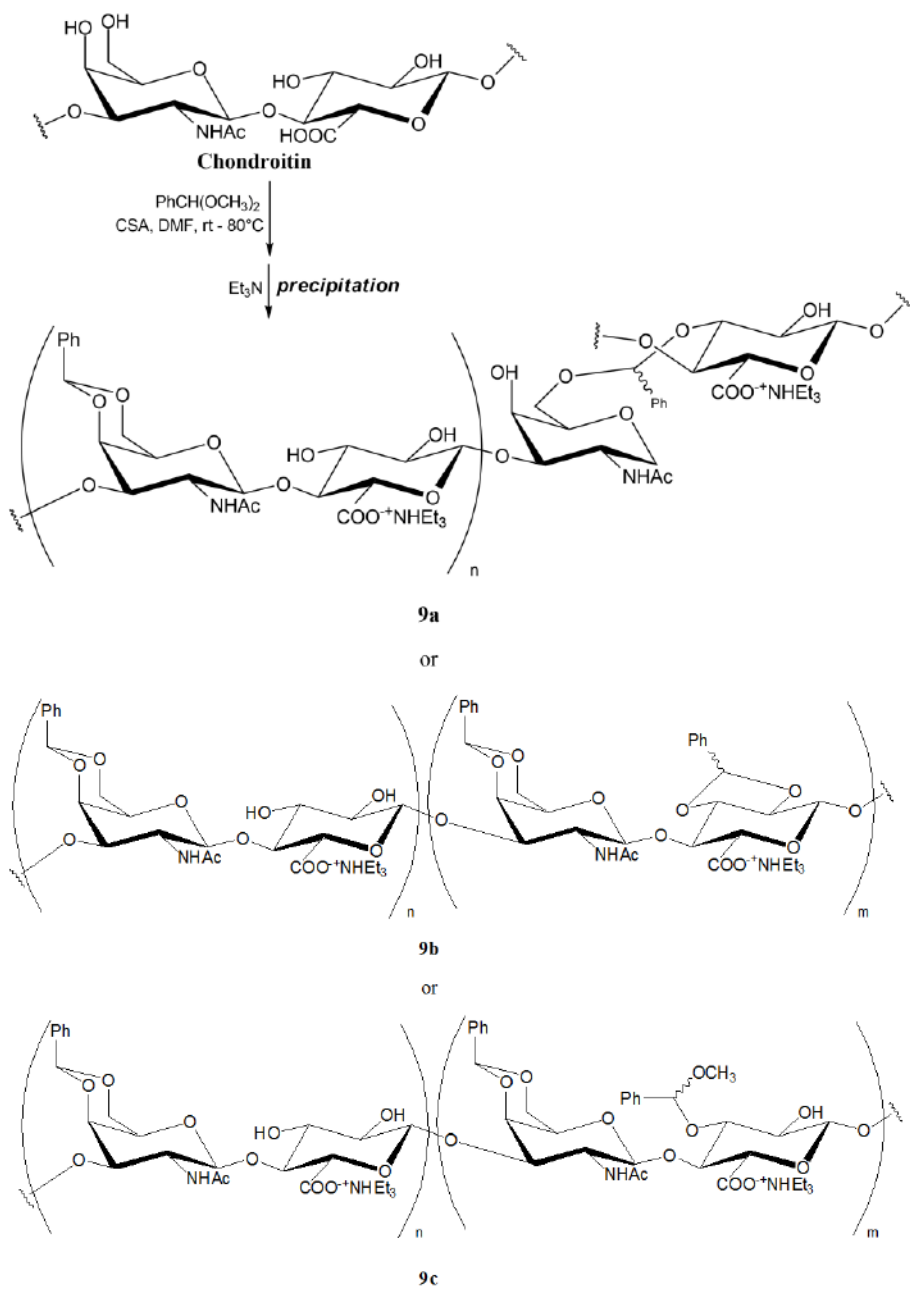 OH
HO
O
O
NHAc
O
HO
OH
HOOC
O
O
Chondroitin
PhCH(OCH3)2
CSA, DMF, rt - 80°C
Et3N precipitation
Ph
O
O
O
O
NHAc
O
HO
OH
COO-+NHEt3
O
O
n
OH
O
Ph
O
O
NHAc
O
OH
COO-+NHEt3
O
O
9a
or
Ph
O
O
O
O
NHAc
O
HO
OH
COO-+NHEt3
O
O
n
Ph
O
O
O
NHAc
O
Ph
O
O
COO-+NHEt3
O
O
m
9b
or
Ph
O
O
O
O
NHAc
O
HO
OH
COO-+NHEt3
O
O
n
Ph
O
O
O
NHAc
O
Ph
OCH3
O
OH
COO-+NHEt3
O
O
m
9c